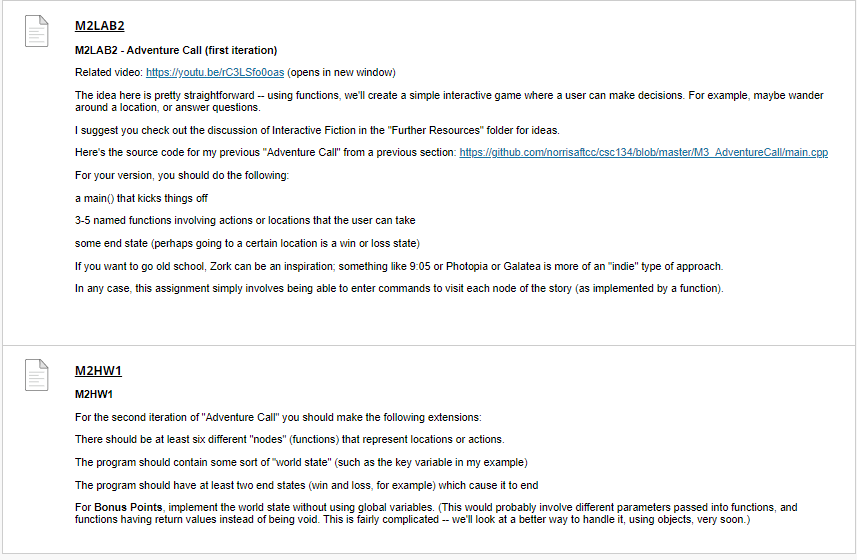 M2LAB2
M2LAB2 - Adventure Call (first iteration)
Related video: https://youtu.be/rC3LSfo0oas (opens in new window)
The idea here is pretty straightforward -- using functions, we'll create a simple interactive game where a user can make decisions. For example, maybe wander
around a location, or answer questions.
I suggest you check out the discussion of Interactive Fiction in the "Further Resources" folder for ideas.
Here's the source code for my previous "Adventure Call" from a previous section: https://github.com/norrisaftcc/csc134/blob/master/M3_AdventureCall/main.cpp
For your version, you should do the following:
a main() that kicks things off
3-5 named functions involving actions or locations that the user can take
some end state (perhaps going to a certain location is a win or loss state)
If you want to go old school, Zork can be an inspiration; something like 9:05 or Photopia or Galatea is more of an "indie" type of approach.
In any case, this assignment simply involves being able to enter commands to visit each node of the story (as implemented by a function).
M2HW1
M2HW1
For the second iteration of "Adventure Call" you should make the following extensions:
There should be at least six different "nodes" (functions) that represent locations or actions.
The program should contain some sort of "world state" (such as the key variable in my example)
The program should have at least two end states (win and loss, for example) which cause it to end
For Bonus Points, implement the world state without using global variables. (This would probably involve different parameters passed into functions, and
functions having return values instead of being void. This is fairly complicated -- we'll look at a better way to handle it, using objects, very soon.)